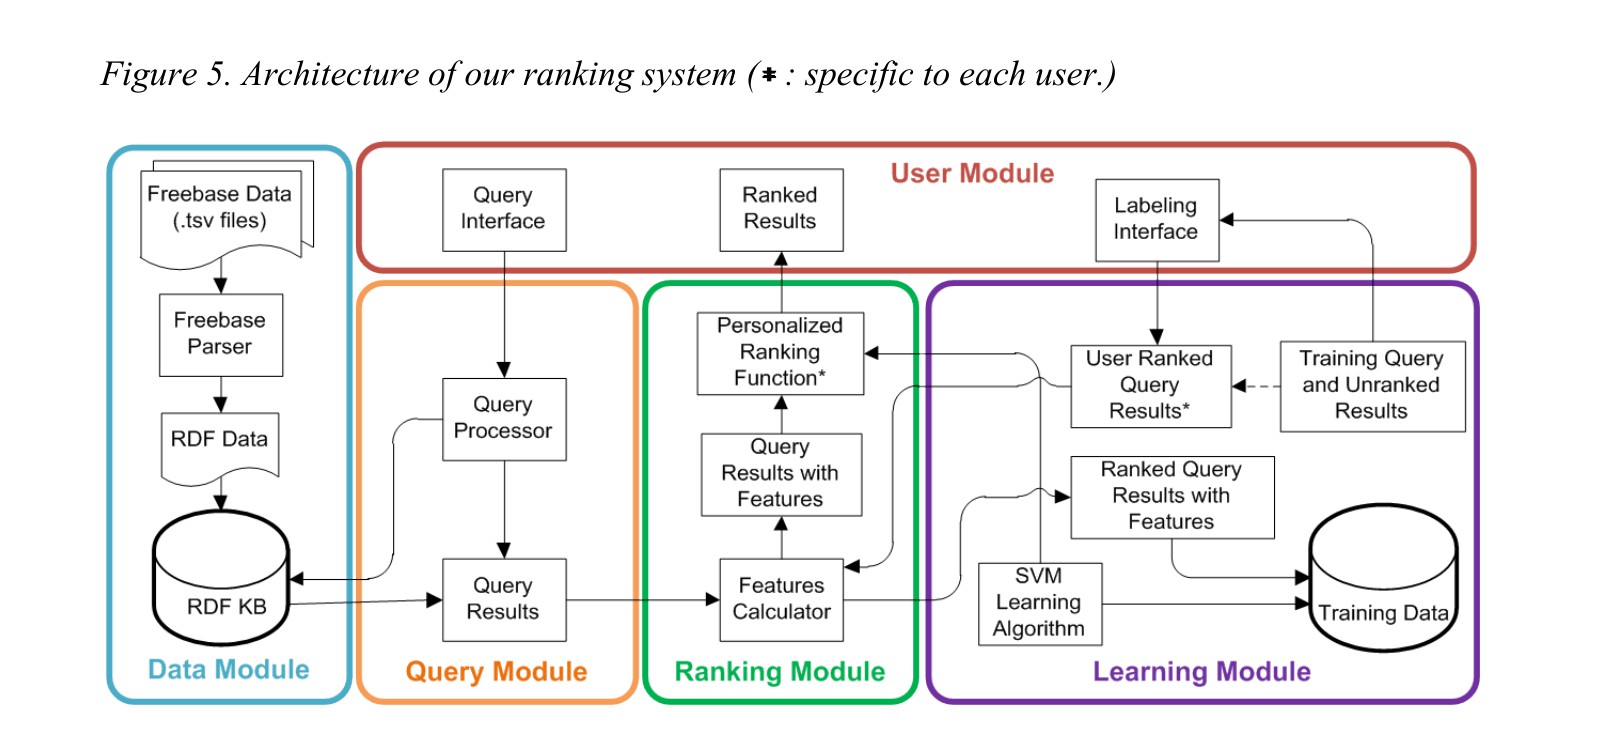 Figure 5. Architecture of our ranking system (* : specific to each user.)
User Module
Freebase Data
(.tsv files)
Query
Interface
Ranked
Results
Labeling
Interface
Freebase
Parser
Personalized
Ranking
Function*
User Ranked
Query
Results*
Training Query
and Unranked
Results
RDF Data
Query
Processor
Query
Results with
Features
Ranked Query
Results with
Features
RDF KB
Query
Results
Features
Calculator
SVM
Learning
Algorithm
Training Data
Data Module
Query Module
Ranking Module
Learning Module